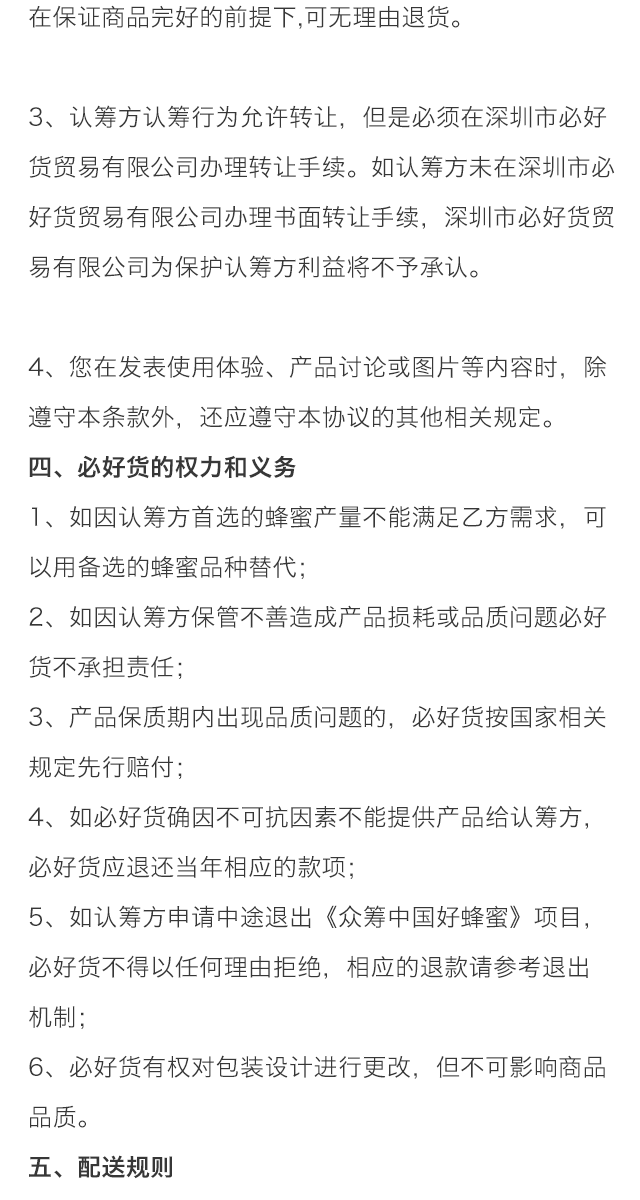 在保证商品完好的前提下,可无理由退货。
3、认筹方认筹行为允许转让，但是必须在深圳市必好
货贸易有限公司办理转让手续。如认筹方未在深圳市必
好货贸易有限公司办理书面转让手续，深圳市必好货贸
易有限公司为保护认筹方利益将不予承认。
4、您在发表使用体验、产品讨论或图片等内容时，除
遵守本条款外，还应遵守本协议的其他相关规定。
四、必好货的权力和义务
1、如因认筹方首选的蜂蜜产量不能满足乙方需求，可
以用备选的蜂蜜品种替代；
2、如因认筹方保管不善造成产品损耗或品质问题必好
货不承担责任；
3、产品保质期内出现品质问题的，必好货按国家相关
规定先行赔付；
4、如必好货确因不可抗因素不能提供产品给认筹方，
必好货应退还当年相应的款项；
5、如认筹方申请中途退出《众筹中国好蜂蜜》项目，
必好货不得以任何理由拒绝，相应的退款请参考退出
机制；
6、必好货有权对包装设计进行更改，但不可影响商品
品质。
五、配送规则